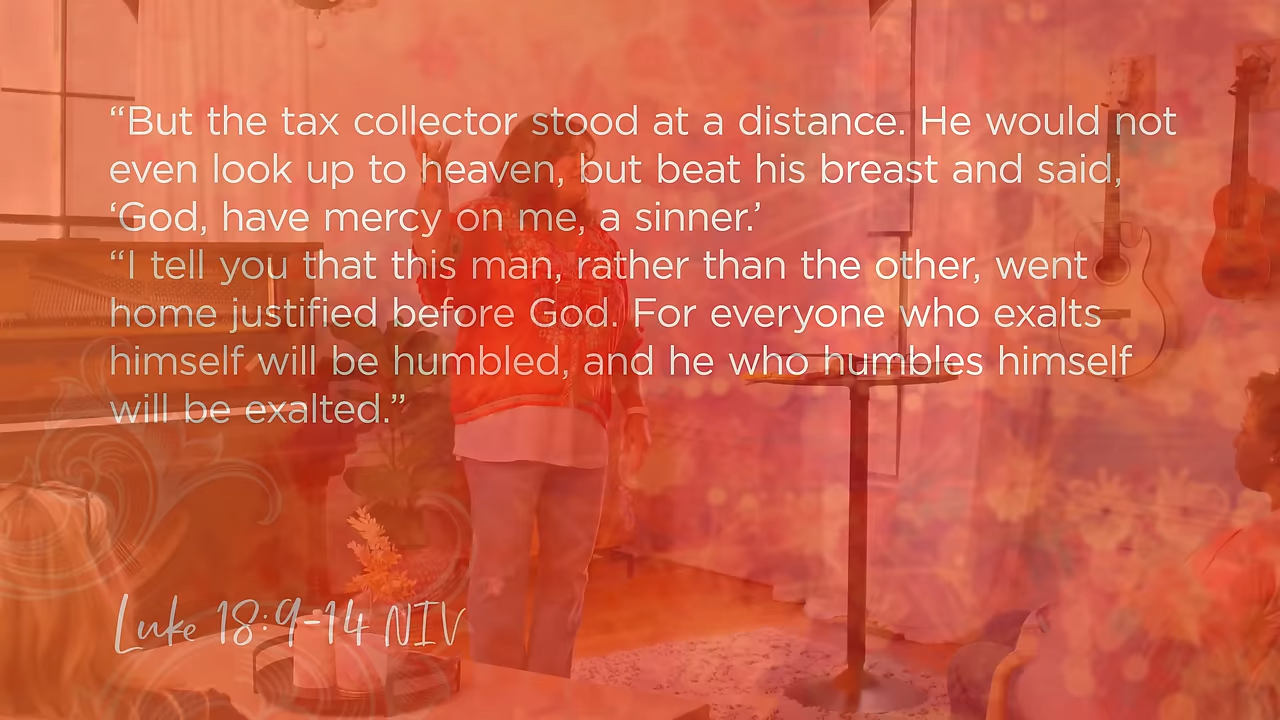 “But the tax collector stood at a distance. He would not
even look up to heaven, but beat his breast and said,
‘God, have mercy on me, a sinner.’
“I tell you that this man, rather than the other, went
home justified before God. For everyone who exalts
himself will be humbled, and he who humbles himself
will be exalted.”
Luke 18:9-14 NIV